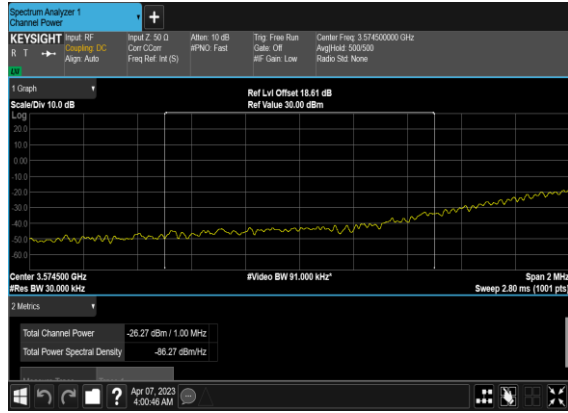 Spectrum Analyzer 1
Channel Power
+
KEYSIGHT
R T
LXI
Input: RF
Coupling: DC
Align: Auto
Input Z: 50 Ω
Corr CCorr
Freq Ref: Int (S)
Atten: 10 dB
#PNO: Fast
Trig: Free Run
Gate: Off
#IF Gain: Low
Center Freq: 3.574500000 GHz
Avg|Hold: 500/500
Radio Std: None
1 Graph
Scale/Div 10.0 dB
Ref Lvl Offset 18.61 dB
Ref Value 30.00 dBm
Log
20.0
10.0
0.00
-10.0
-20.0
-30.0
-40.0
-50.0
-60.0
Center 3.574500 GHz
#Res BW 30.000 kHz
#Video BW 91.000 kHz*
Span 2 MHz
Sweep 2.80 ms (1001 pts)
2 Metrics
Total Channel Power
-26.27 dBm / 1.00 MHz
Total Power Spectral Density
-86.27 dBm/Hz
?
Apr 07, 2023
4:00:46 AM